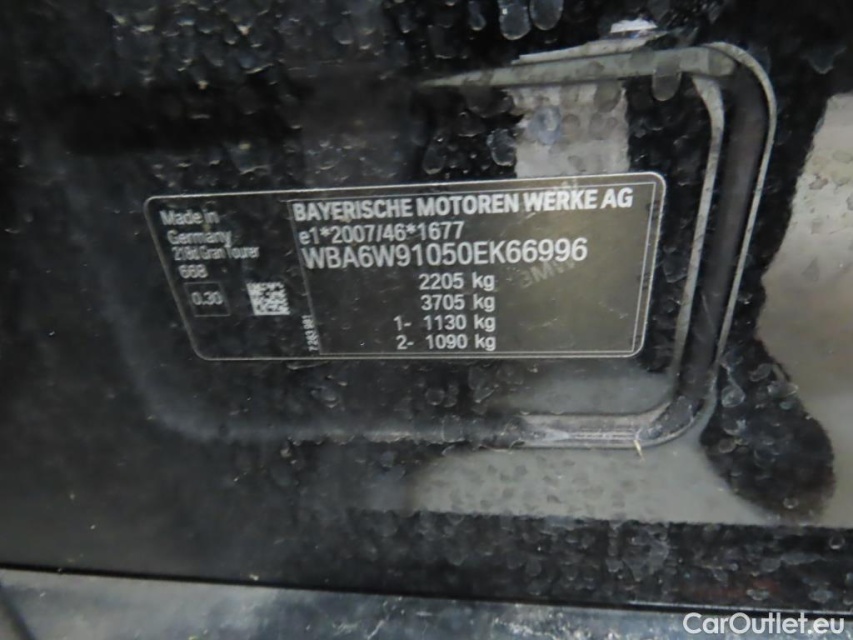 Made in
Germany
218d Gran Tourer
668
0.30
BAYERISCHE MOTOREN WERKE AG
e1*2007/46*1677
WBA6W91050EK66996
2205 kg
3705 kg
1- 1130 kg
2- 1090 kg
CarOutlet.eu